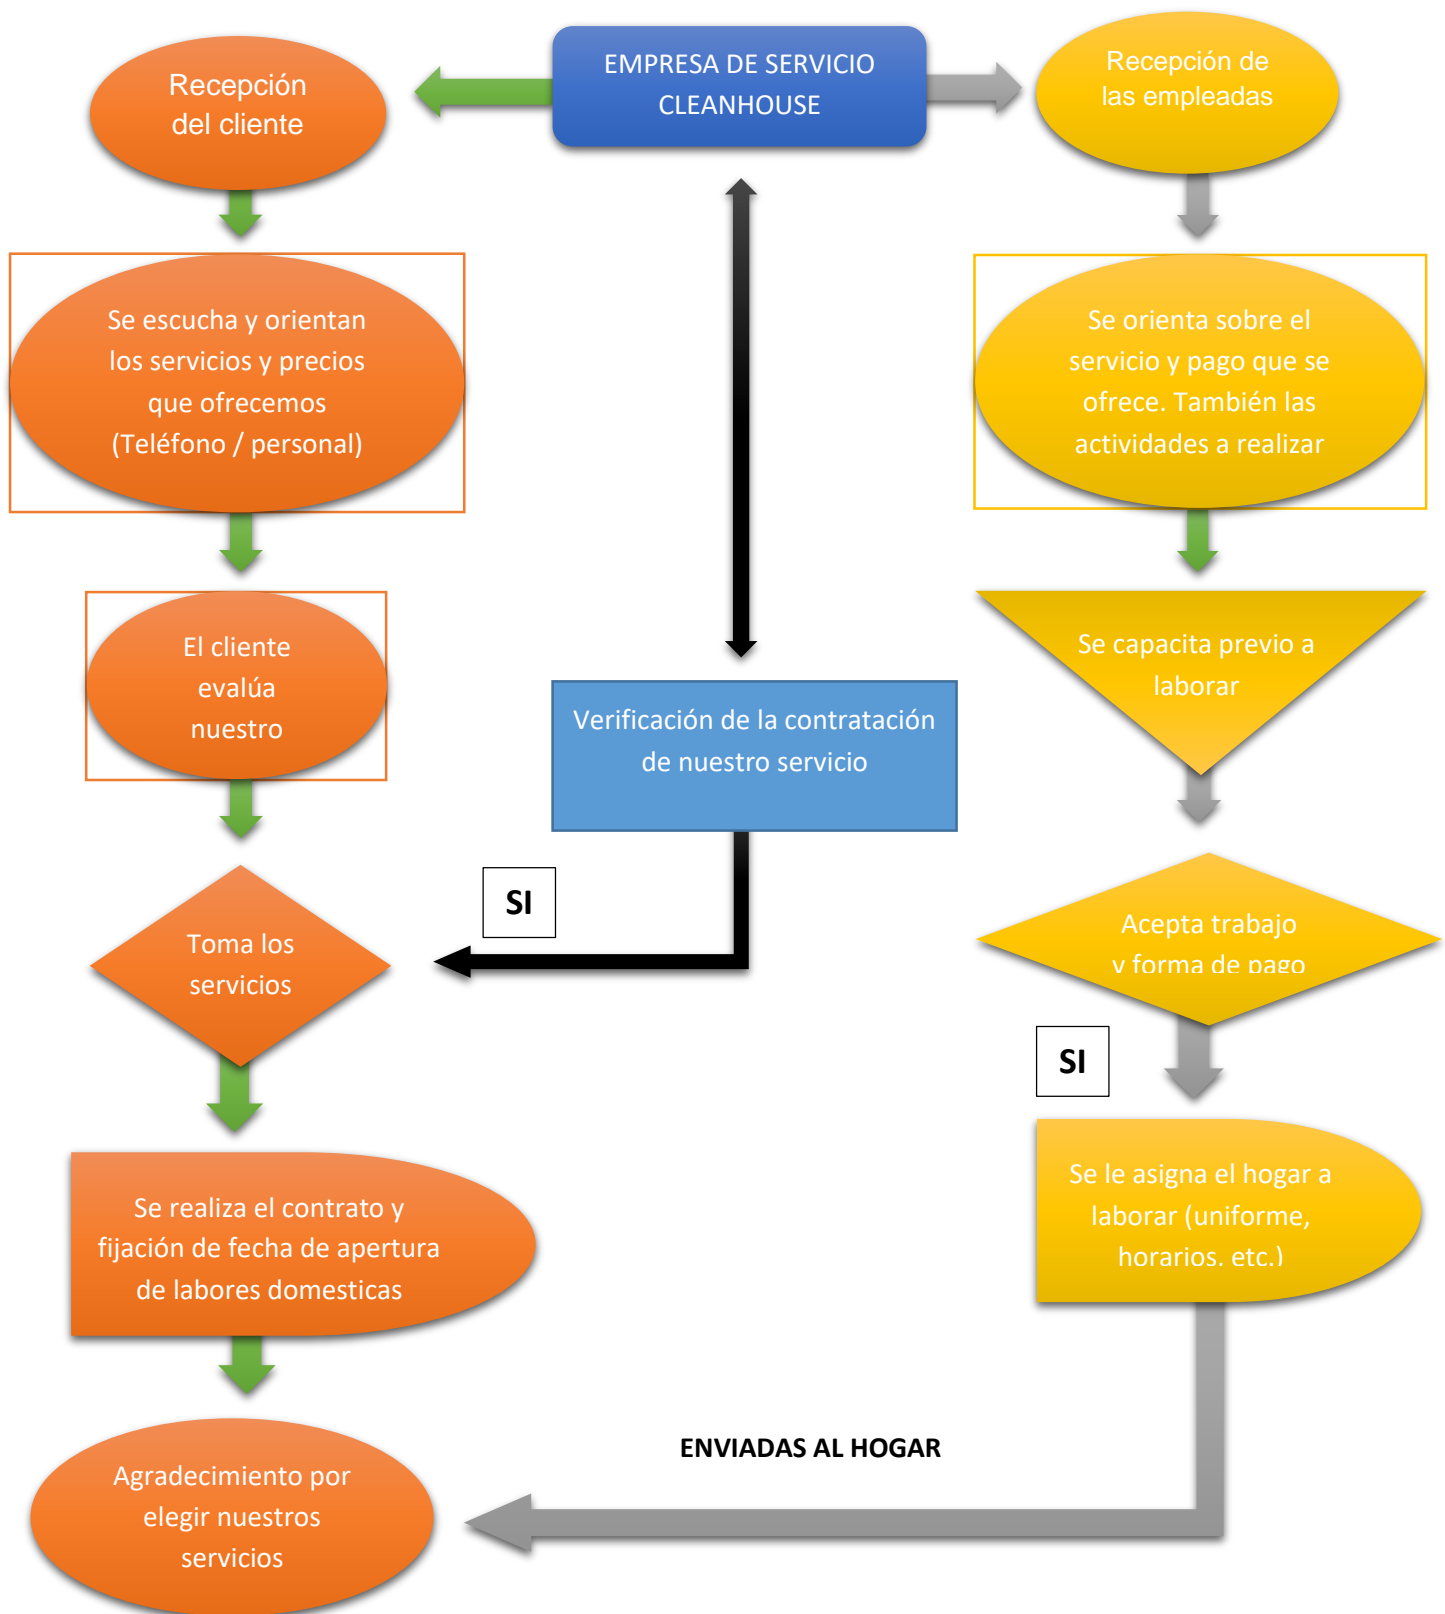 EMPRESA DE SERVICIO
CLEANHOUSE
Recepción
del cliente
Se escucha y orientan
los servicios y precios
que ofrecemos
(Teléfono / personal)
El cliente
evalúa
nuestro
Toma los
servicios
Se realiza el contrato y
fijación de fecha de apertura
de labores domesticas
Agradecimiento por
elegir nuestros
servicios
Verificación de la contratación
de nuestro servicio
SI
Recepción de
las empleadas
Se orienta sobre el
servicio y pago que se
ofrece. También las
actividades a realizar
Se capacita previo a
laborar
Acepta trabajo
y forma de pago
SI
Se le asigna el hogar a
laborar (uniforme,
horarios, etc.)
ENVIADAS AL HOGAR